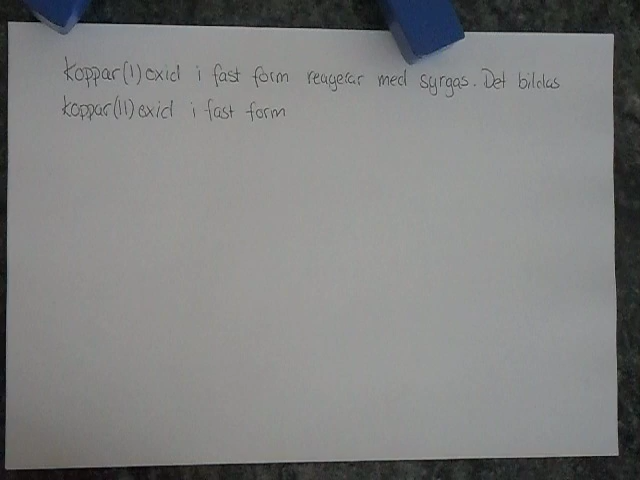 Koppar(I)oxid i fast form reagerar med syrgas. Det bildas
koppar(II)oxid i fast form